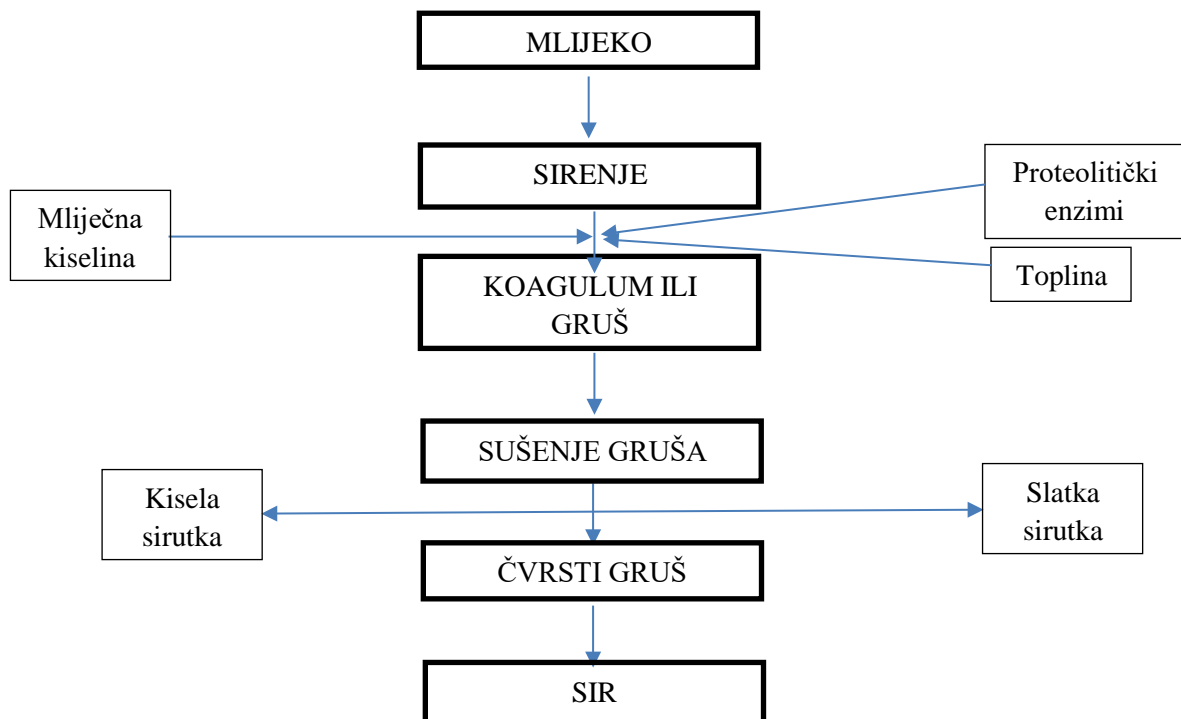 MLIJEKO
SIRENJE
Proteolitički
enzimi
Mliječna
kiselina
Toplina
KOAGULUM ILI
GRUŠ
SUŠENJE GRUŠA
Kisela
sirutka
Slatka
sirutka
ČVRSTI GRUŠ
SIR